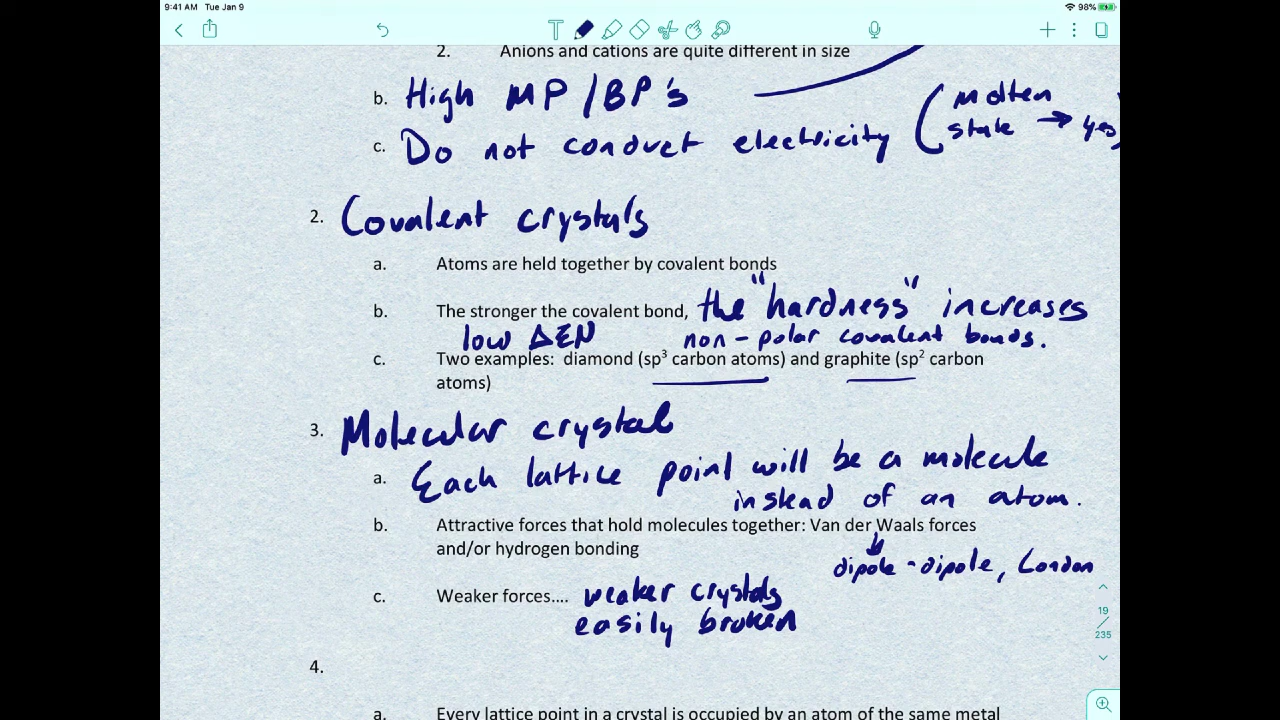 9:41 AM Tue Jan 9
98%
T
2. Anions and cations are quite different in size
b. High MP/BP's
(molten
c. Do not conduct electricity state → yes)
2. Covalent crystals
a. Atoms are held together by covalent bonds
b. The stronger the covalent bond, the "hardness" increases
low ΔEN non-polar covalent bonds.
c. Two examples: diamond (sp³ carbon atoms) and graphite (sp² carbon
atoms)
3. Molecular crystal
a. Each lattice point will be a molecule
instead of an atom.
b. Attractive forces that hold molecules together: Van der Waals forces
and/or hydrogen bonding
dipole-dipole, London
c. Weaker forces.... weaker crystals
easily broken
19
/
235
4.
a. Every lattice point in a crystal is occupied by an atom of the same metal